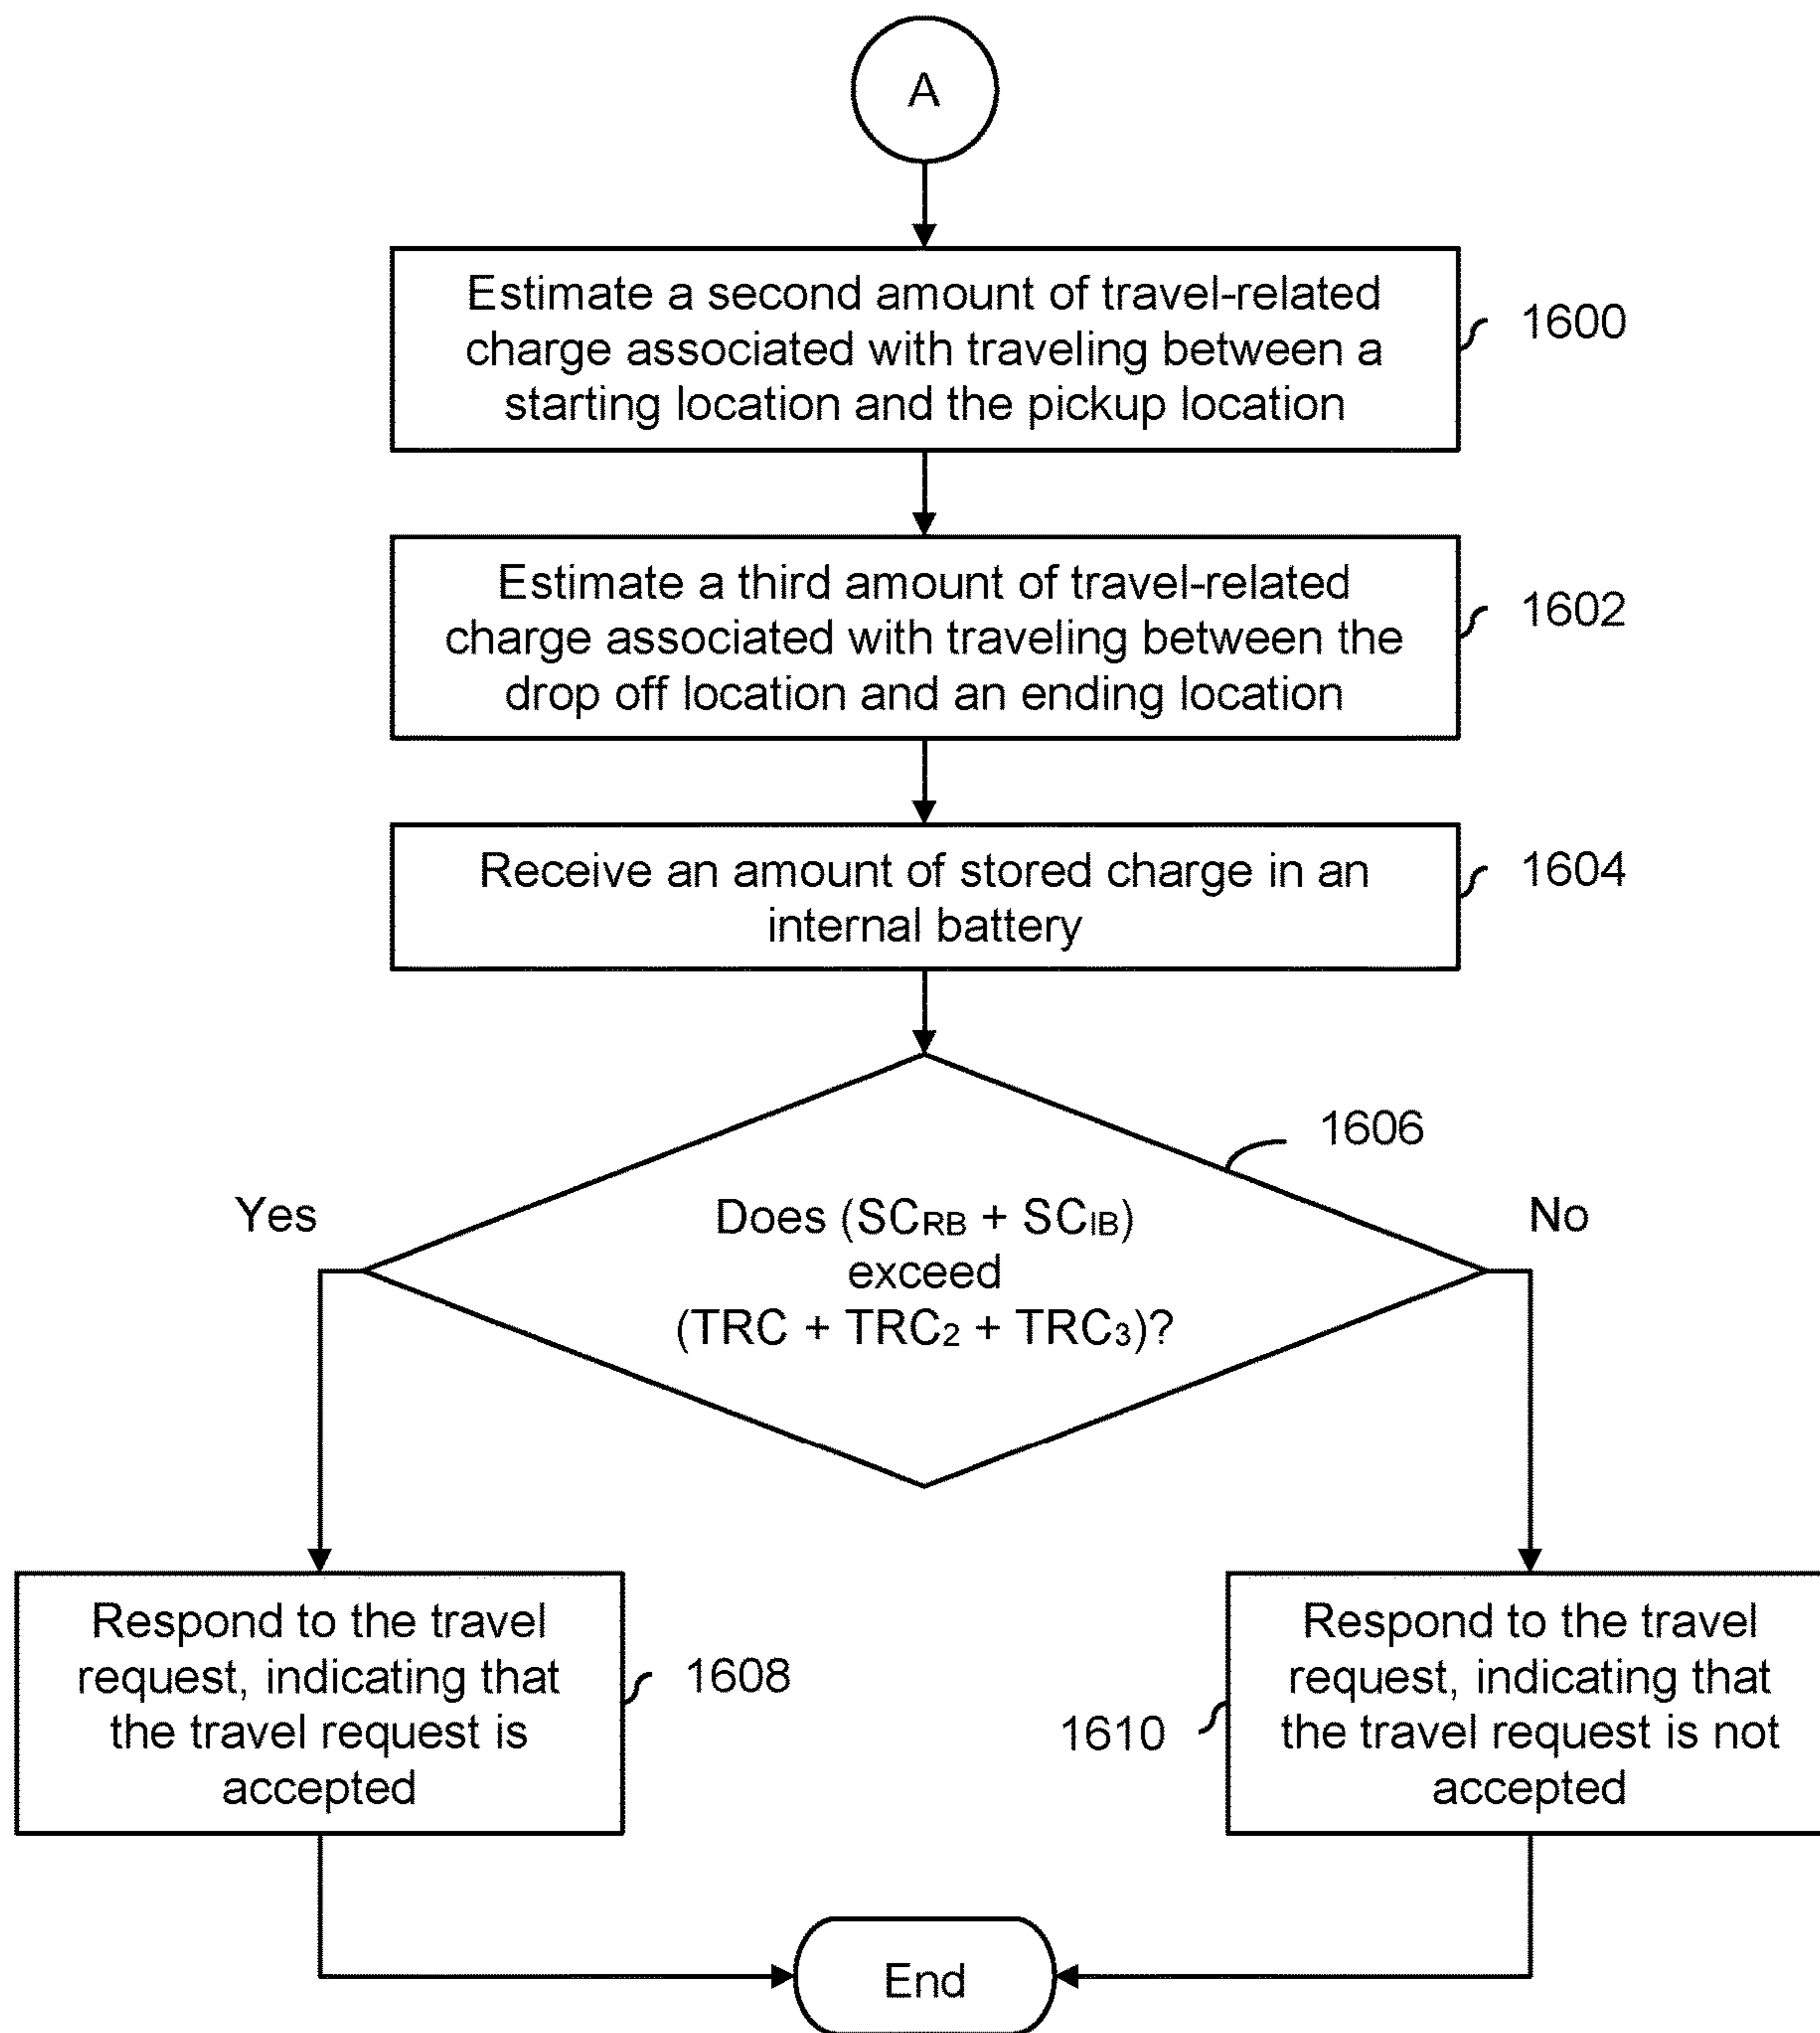 A
Estimate a second amount of travel-related
charge associated with traveling between a
starting location and the pickup location
1600
Estimate a third amount of travel-related
charge associated with traveling between the
drop off location and an ending location
1602
Receive an amount of stored charge in an
internal battery
1604
1606
Yes
No
Does (SCRB + SCIB)
exceed
(TRC + TRC2 + TRC3)?
Respond to the travel
request, indicating that
the travel request is
accepted
1608
1610
Respond to the travel
request, indicating that
the travel request is not
accepted
End